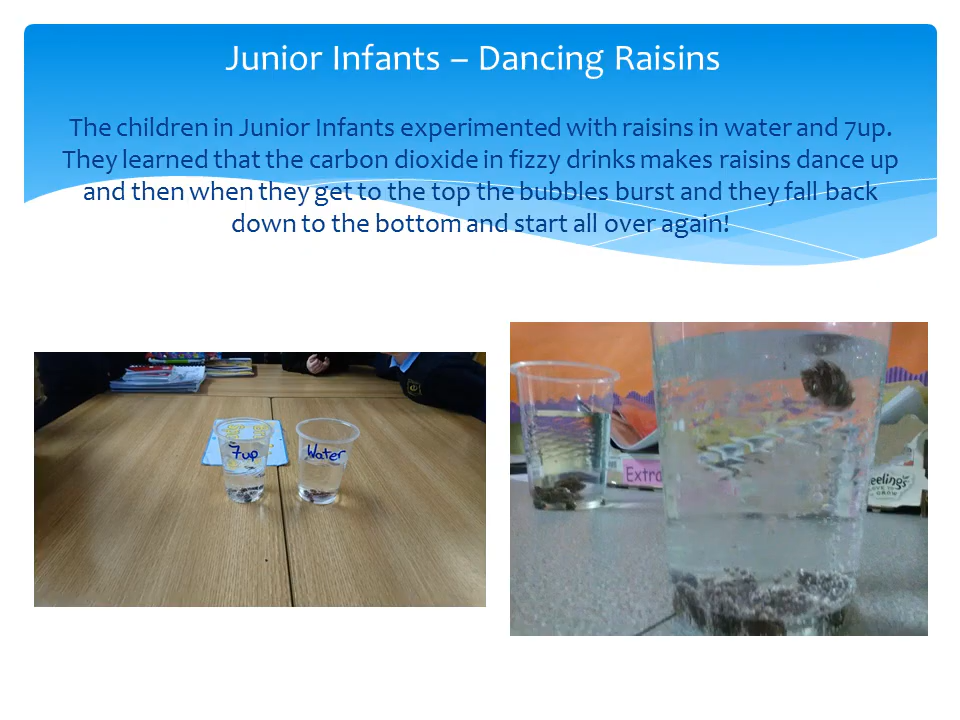 Junior Infants – Dancing Raisins
The children in Junior Infants experimented with raisins in water and 7up.
They learned that the carbon dioxide in fizzy drinks makes raisins dance up
and then when they get to the top the bubbles burst and they fall back
down to the bottom and start all over again!
7up
Water
Extra
eelings
GROW